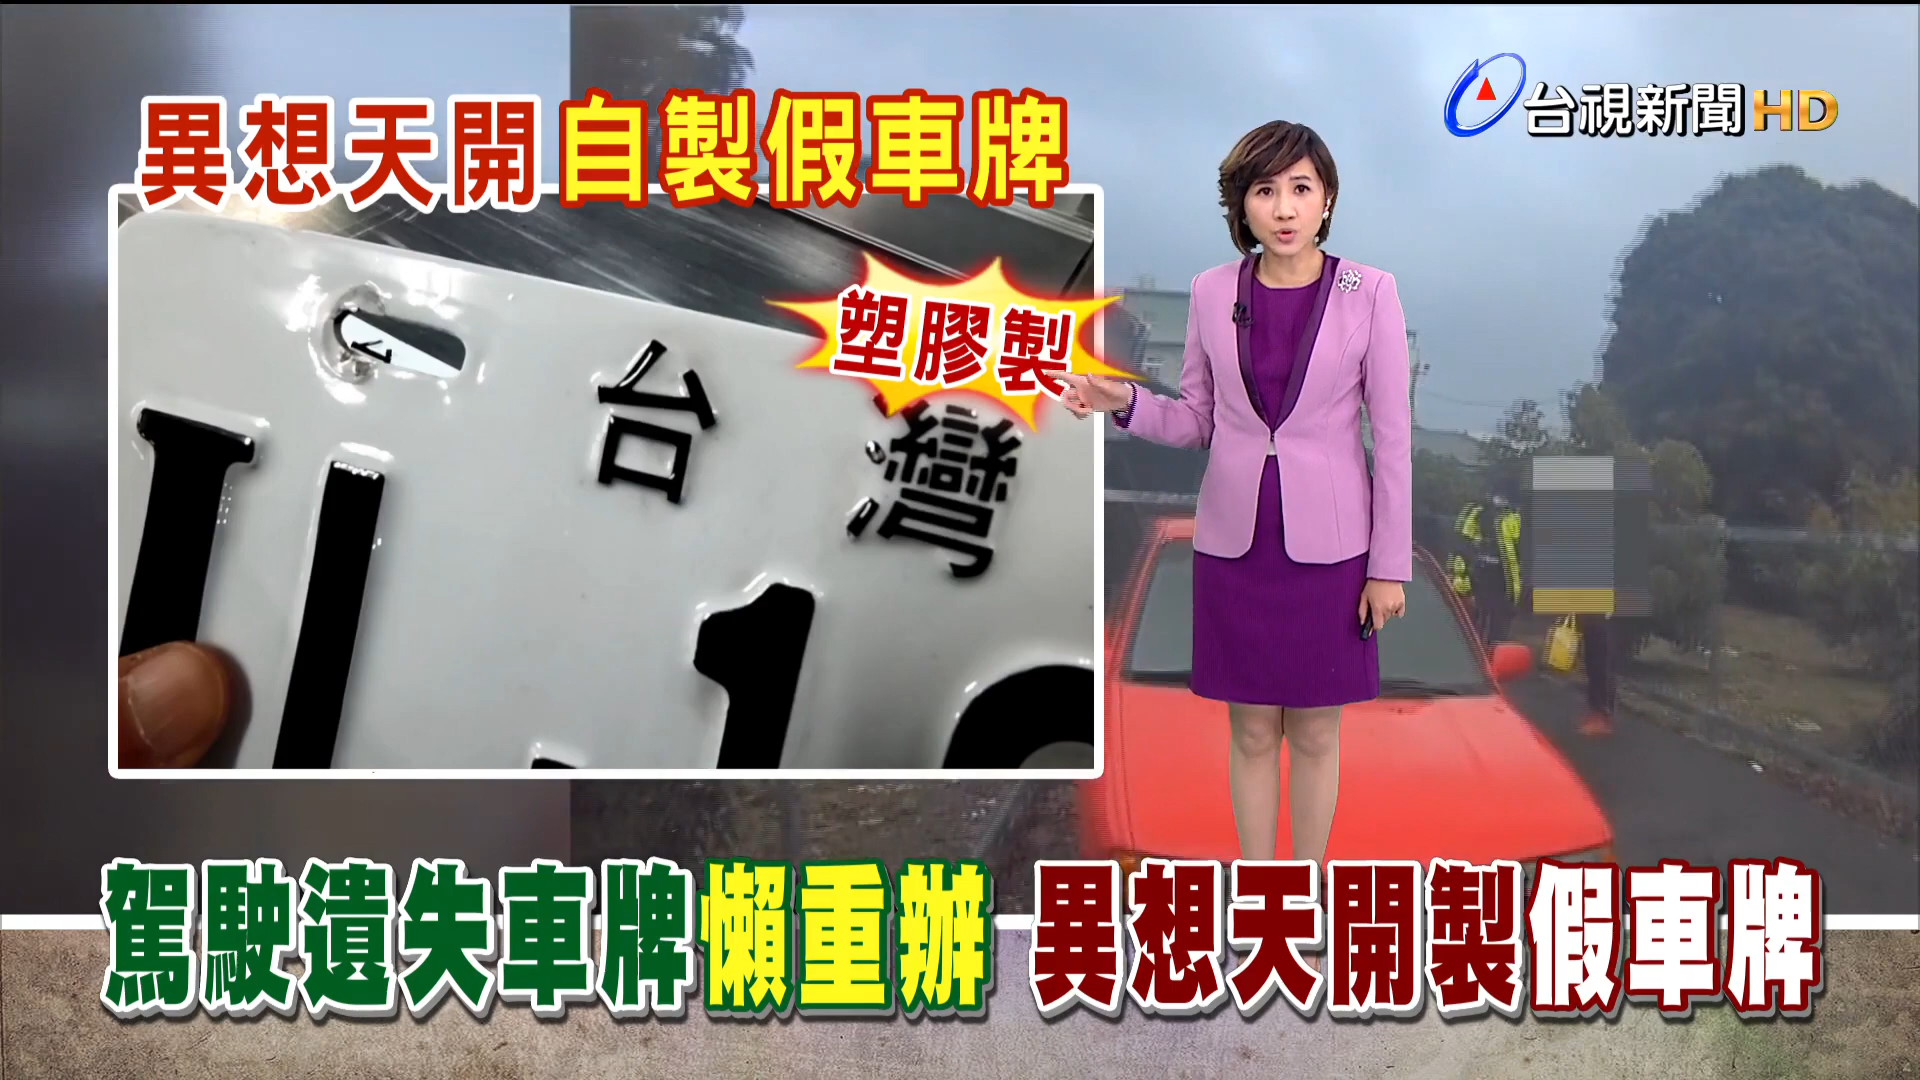 台視新聞HD
異想天開自製假車牌
塑膠製
台灣
駕駛遺失車牌懶重辦 異想天開製假車牌